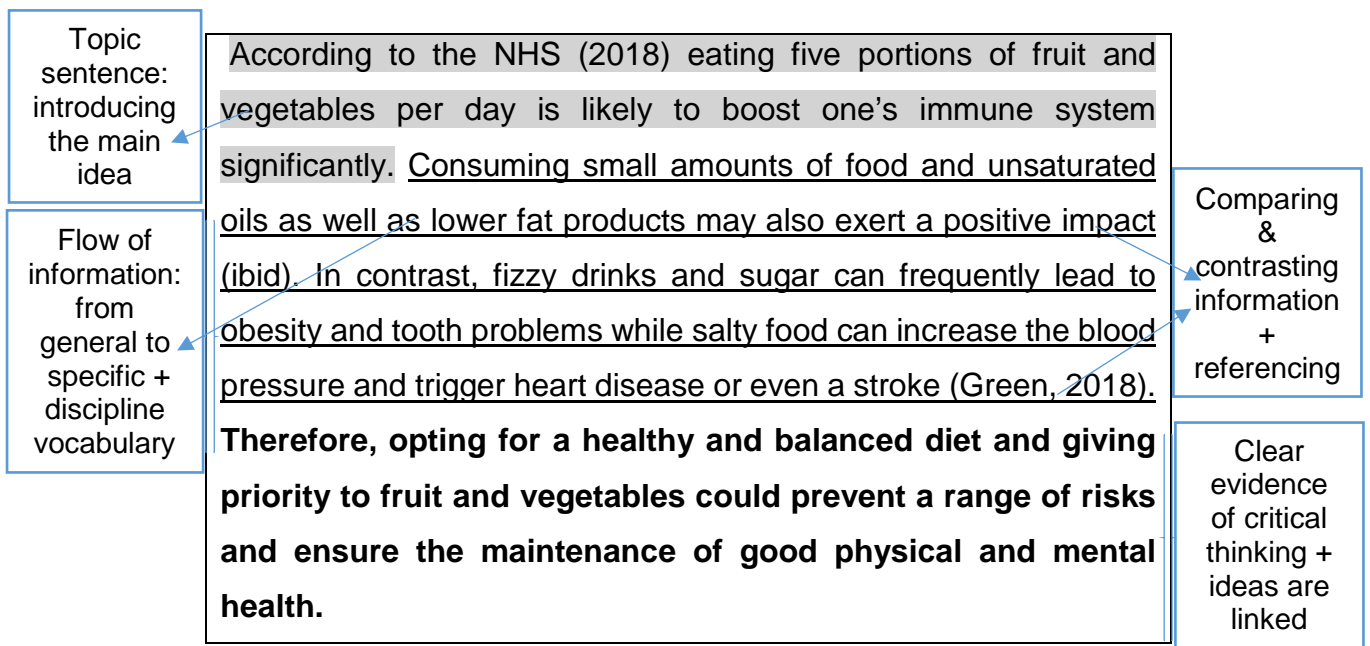 Topic
sentence:
introducing
the main
idea
Flow of
information:
from
general to
specific +
discipline
vocabulary
According to the NHS (2018) eating five portions of fruit and
vegetables per day is likely to boost one’s immune system
significantly. Consuming small amounts of food and unsaturated
oils as well as lower fat products may also exert a positive impact
(ibid). In contrast, fizzy drinks and sugar can frequently lead to
obesity and tooth problems while salty food can increase the blood
pressure and trigger heart disease or even a stroke (Green, 2018).
Therefore, opting for a healthy and balanced diet and giving
priority to fruit and vegetables could prevent a range of risks
and ensure the maintenance of good physical and mental
health.
Comparing
&
contrasting
information
+
referencing
Clear
evidence
of critical
thinking +
ideas are
linked